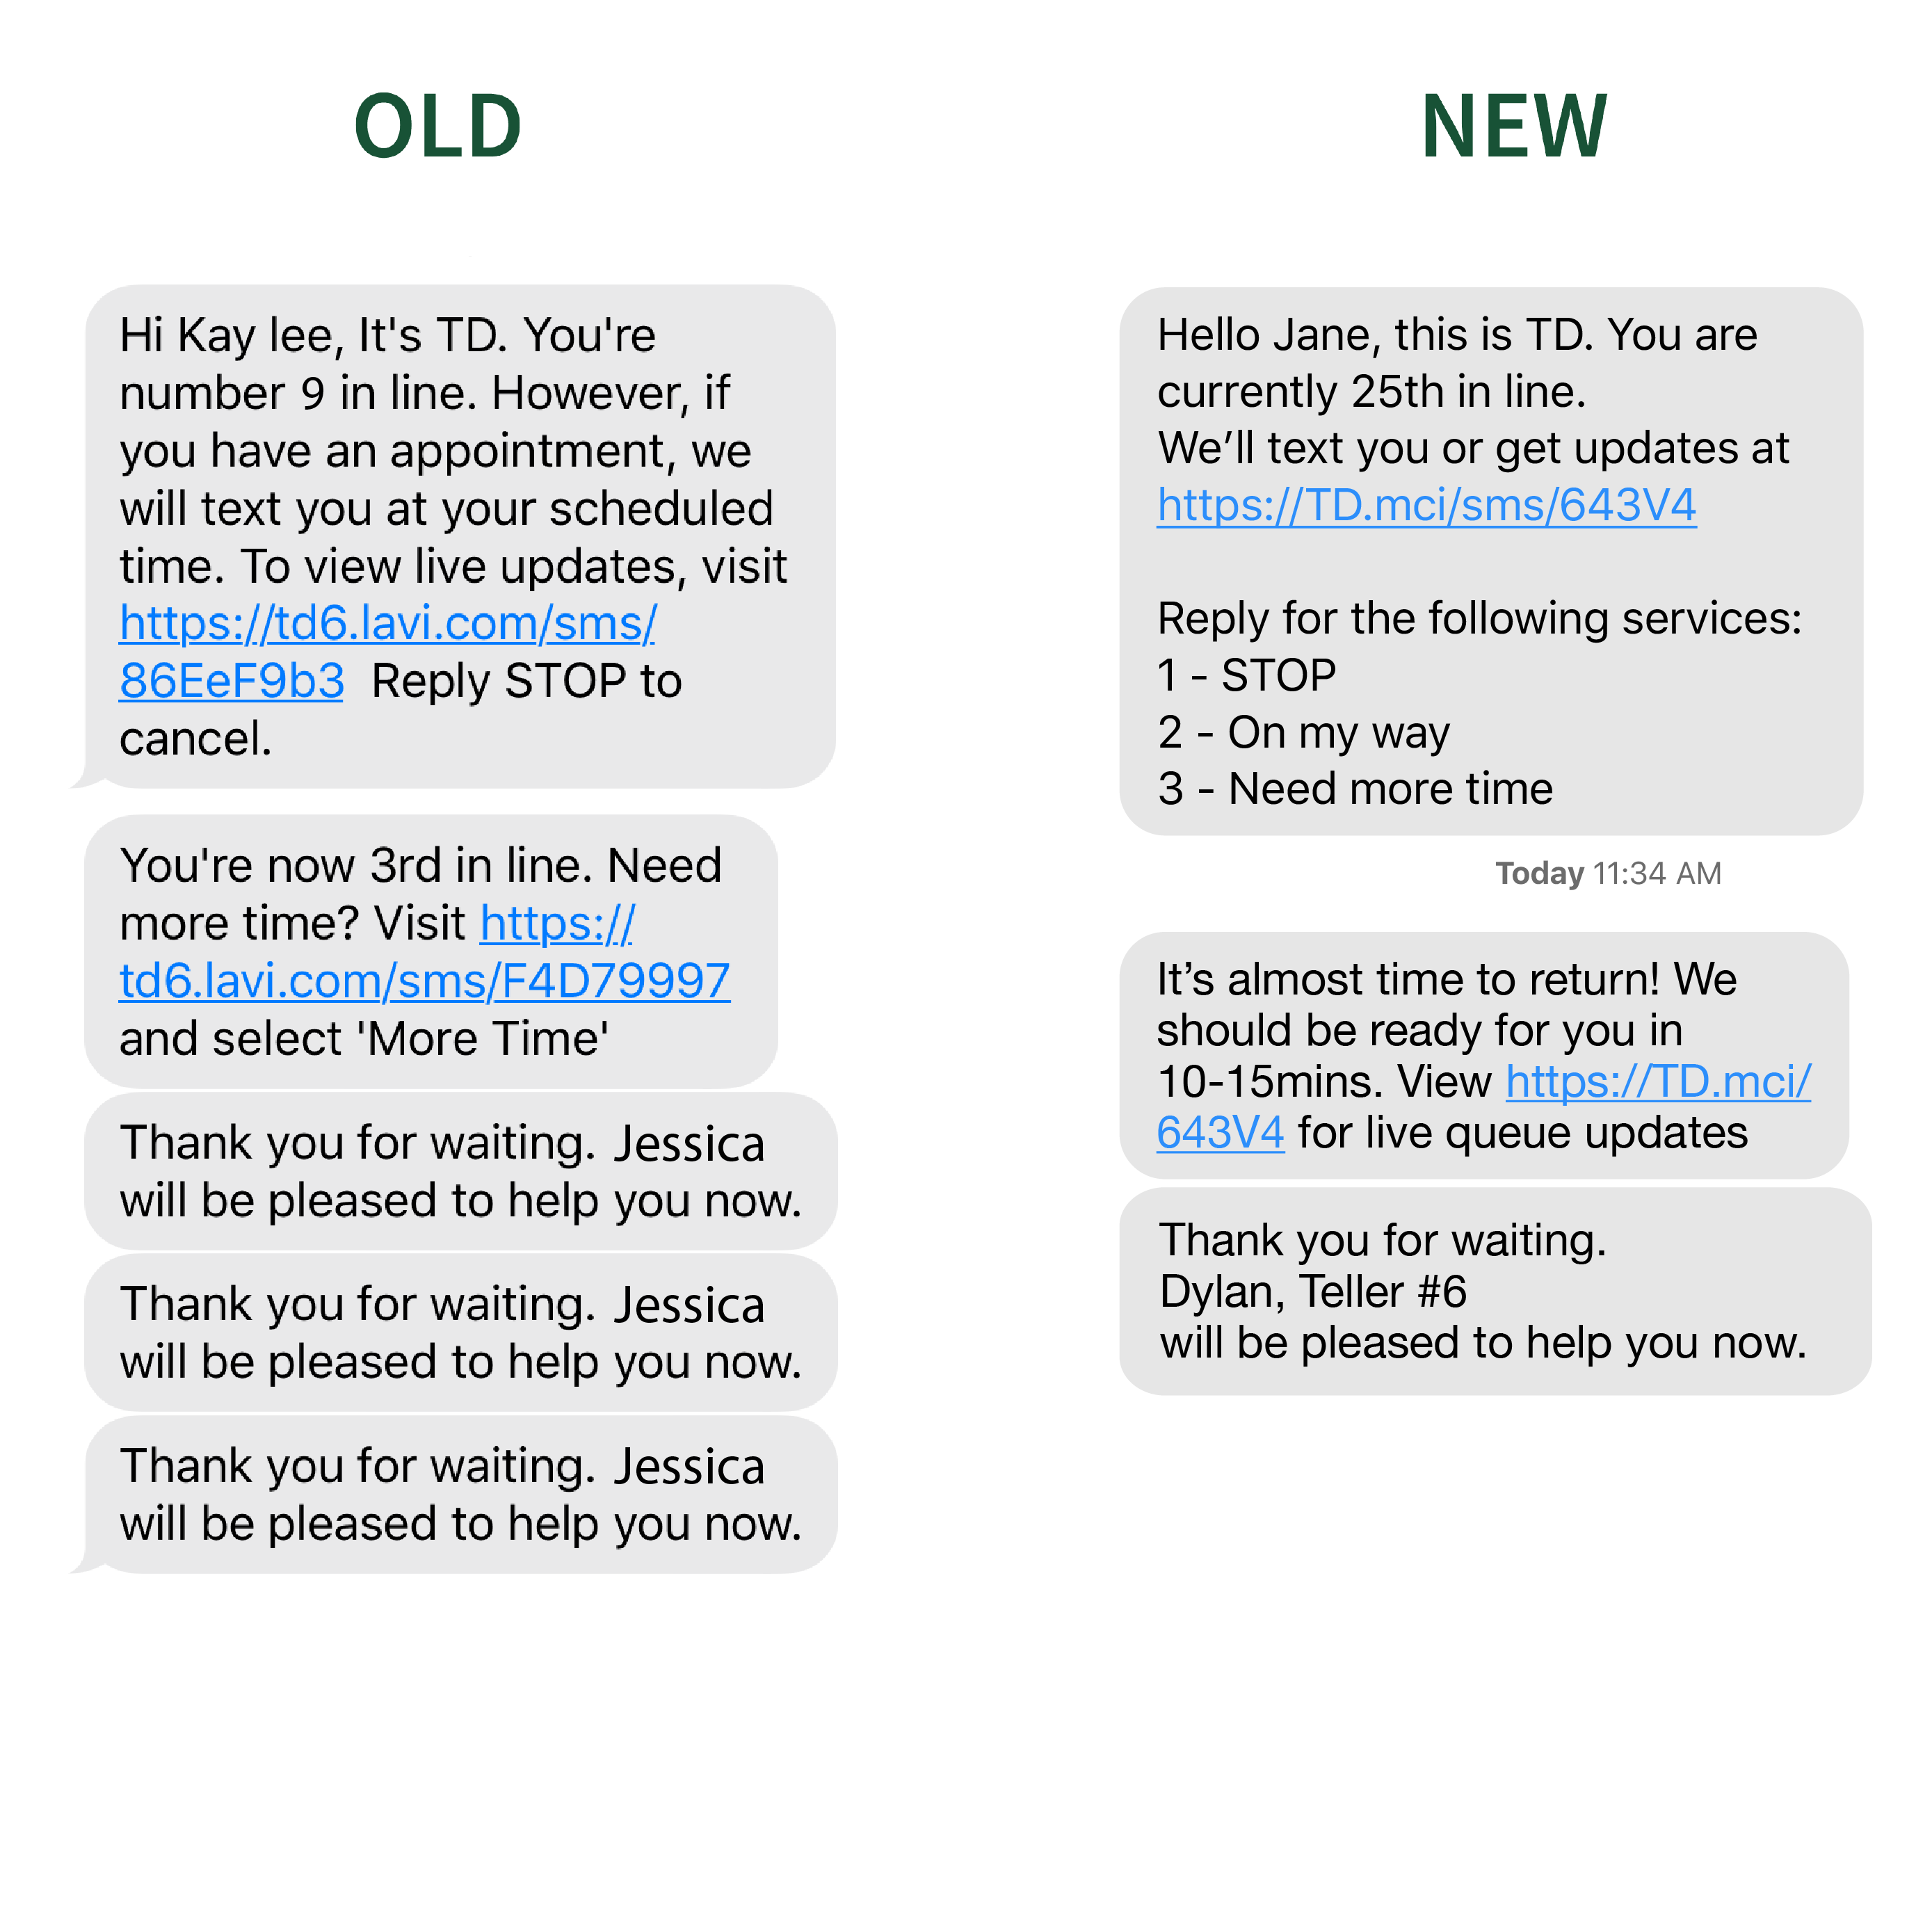 OLD
Hi Kay lee, It's TD. You're
number 9 in line. However, if
you have an appointment, we
will text you at your scheduled
time. To view live updates, visit
https://td6.lavi.com/sms/
86EeF9b3  Reply STOP to
cancel.
You're now 3rd in line. Need
more time? Visit https://
td6.lavi.com/sms/F4D79997
and select 'More Time'
Thank you for waiting. Jessica
will be pleased to help you now.
Thank you for waiting. Jessica
will be pleased to help you now.
Thank you for waiting. Jessica
will be pleased to help you now.
NEW
Hello Jane, this is TD. You are
currently 25th in line.
We’ll text you or get updates at
https://TD.mci/sms/643V4
Reply for the following services:
1 - STOP
2 - On my way
3 - Need more time
Today 11:34 AM
It’s almost time to return! We
should be ready for you in
10-15mins. View https://TD.mci/
643V4 for live queue updates
Thank you for waiting.
Dylan, Teller #6
will be pleased to help you now.